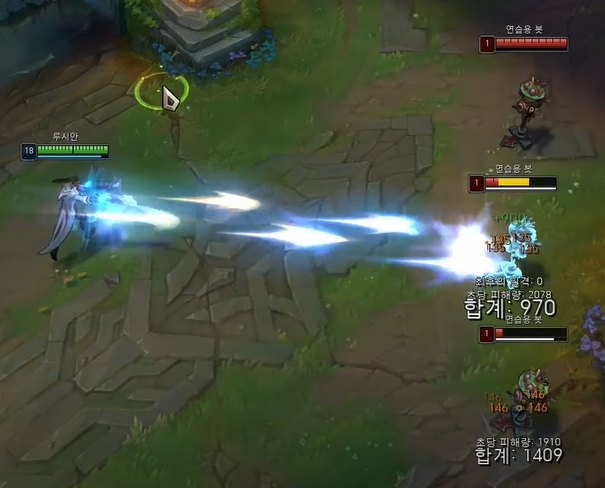 연습용 봇
1
루시안
18
연습용 봇
1
+900
초당 피해량: 2078
합계: 970
연습용 봇
1
146 146
146 146
초당 피해량: 1910
합계: 1409